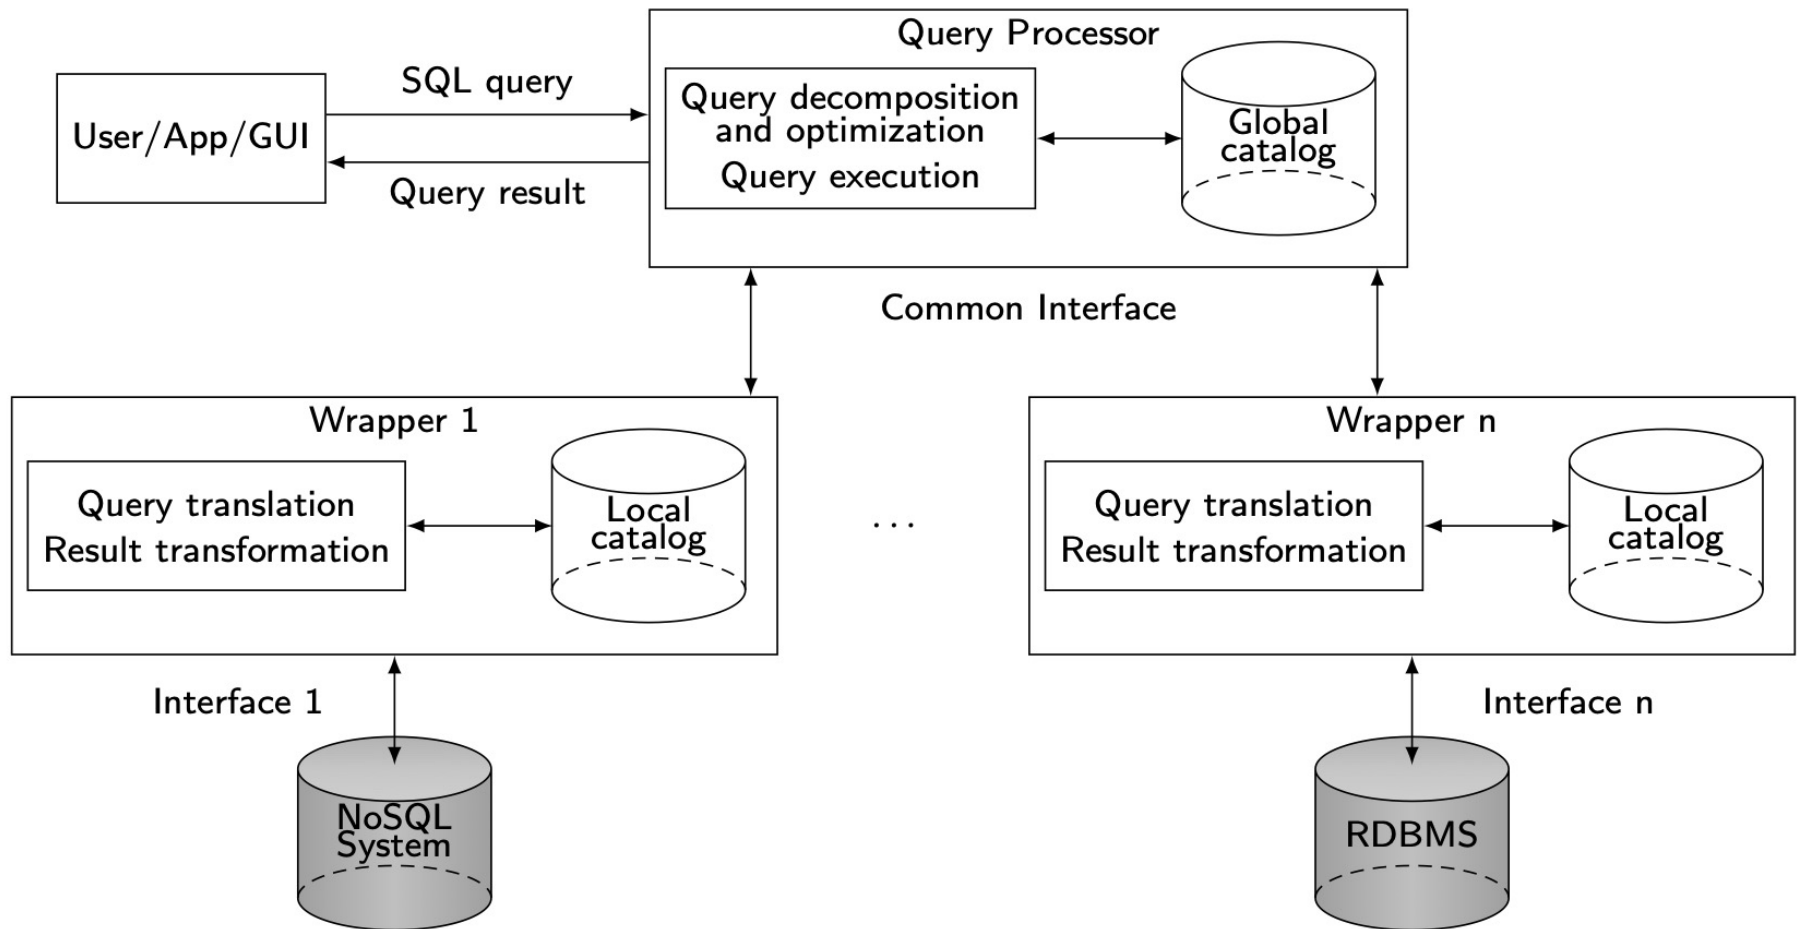 Query Processor
SQL query
User/App/GUI
Query result
Query decomposition
and optimization
Query execution
Global
catalog
Common Interface
Wrapper 1
Query translation
Result transformation
Local
catalog
...
Wrapper n
Query translation
Result transformation
Local
catalog
Interface 1
Interface n
NoSQL
System
RDBMS